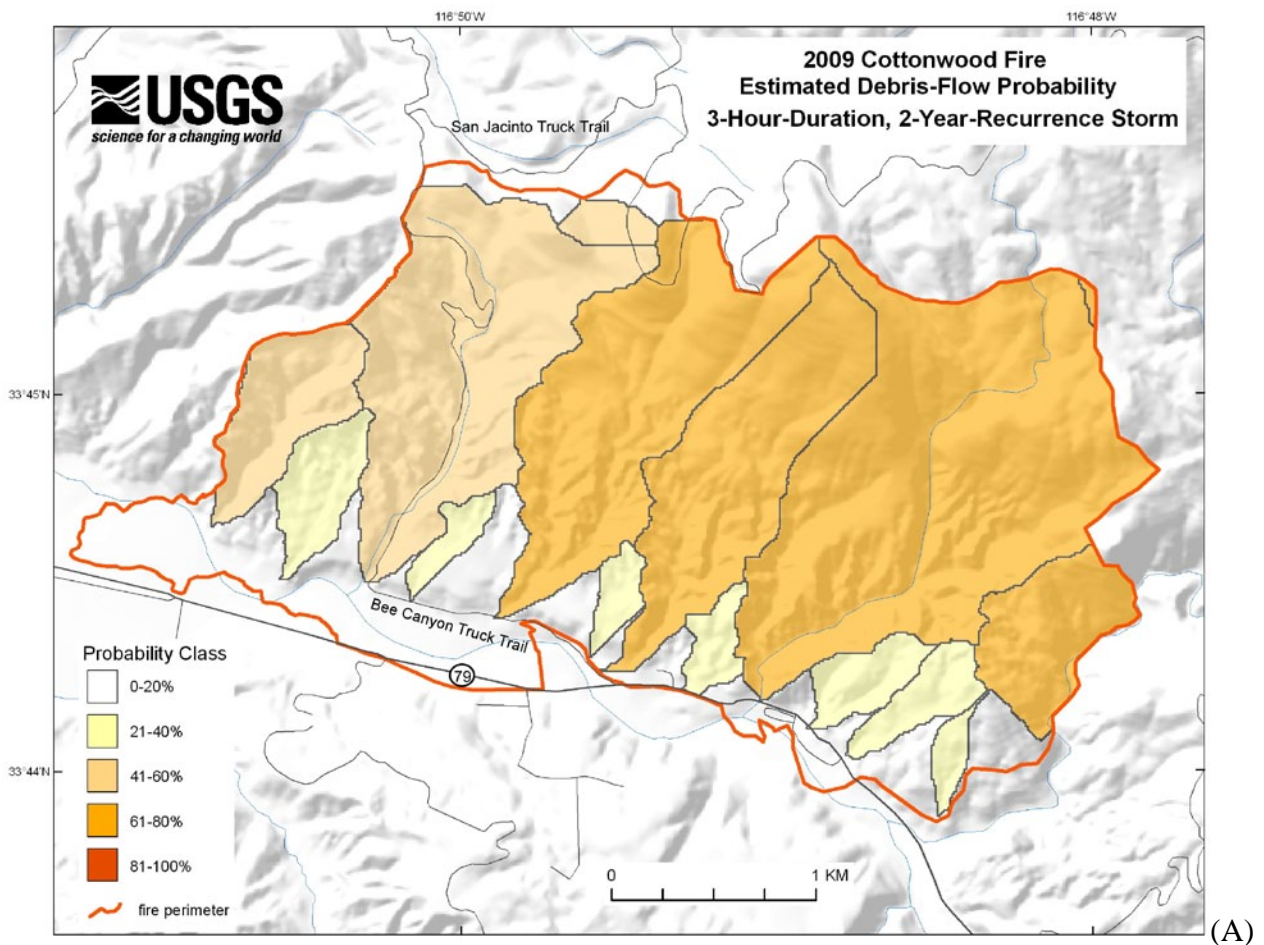 116°50'W
116°48'W
2009 Cottonwood Fire
Estimated Debris-Flow Probability
3-Hour-Duration, 2-Year-Recurrence Storm
USGS
science for a changing world
San Jacinto Truck Trail
33°45'N
Bee Canyon Truck Trail
79
Probability Class
0-20%
21-40%
41-60%
61-80%
81-100%
fire perimeter
33°44'N
0 1 KM
(A)